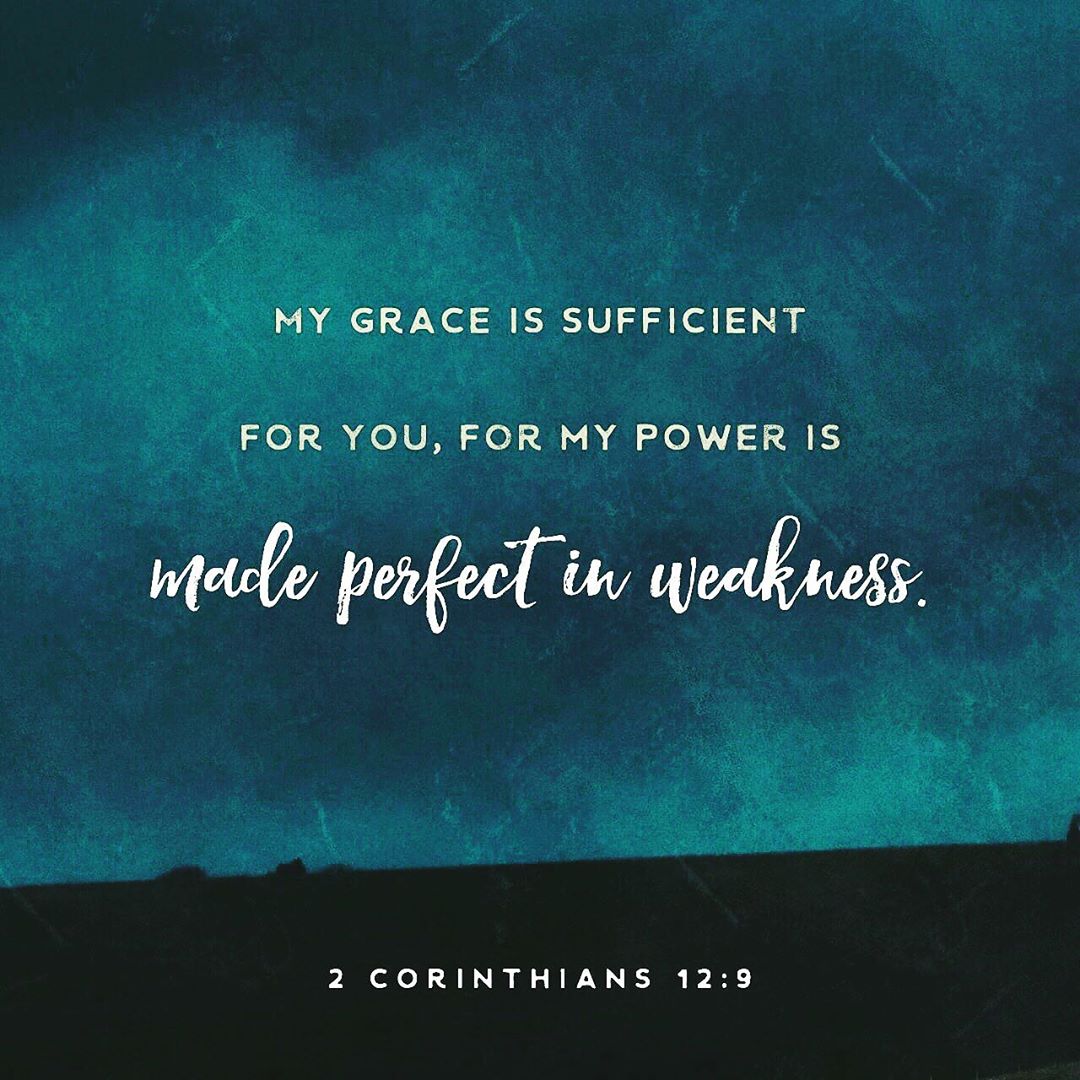 MY GRACE IS SUFFICIENT
FOR YOU, FOR MY POWER IS
made perfect in weakness.
2 CORINTHIANS 12:9